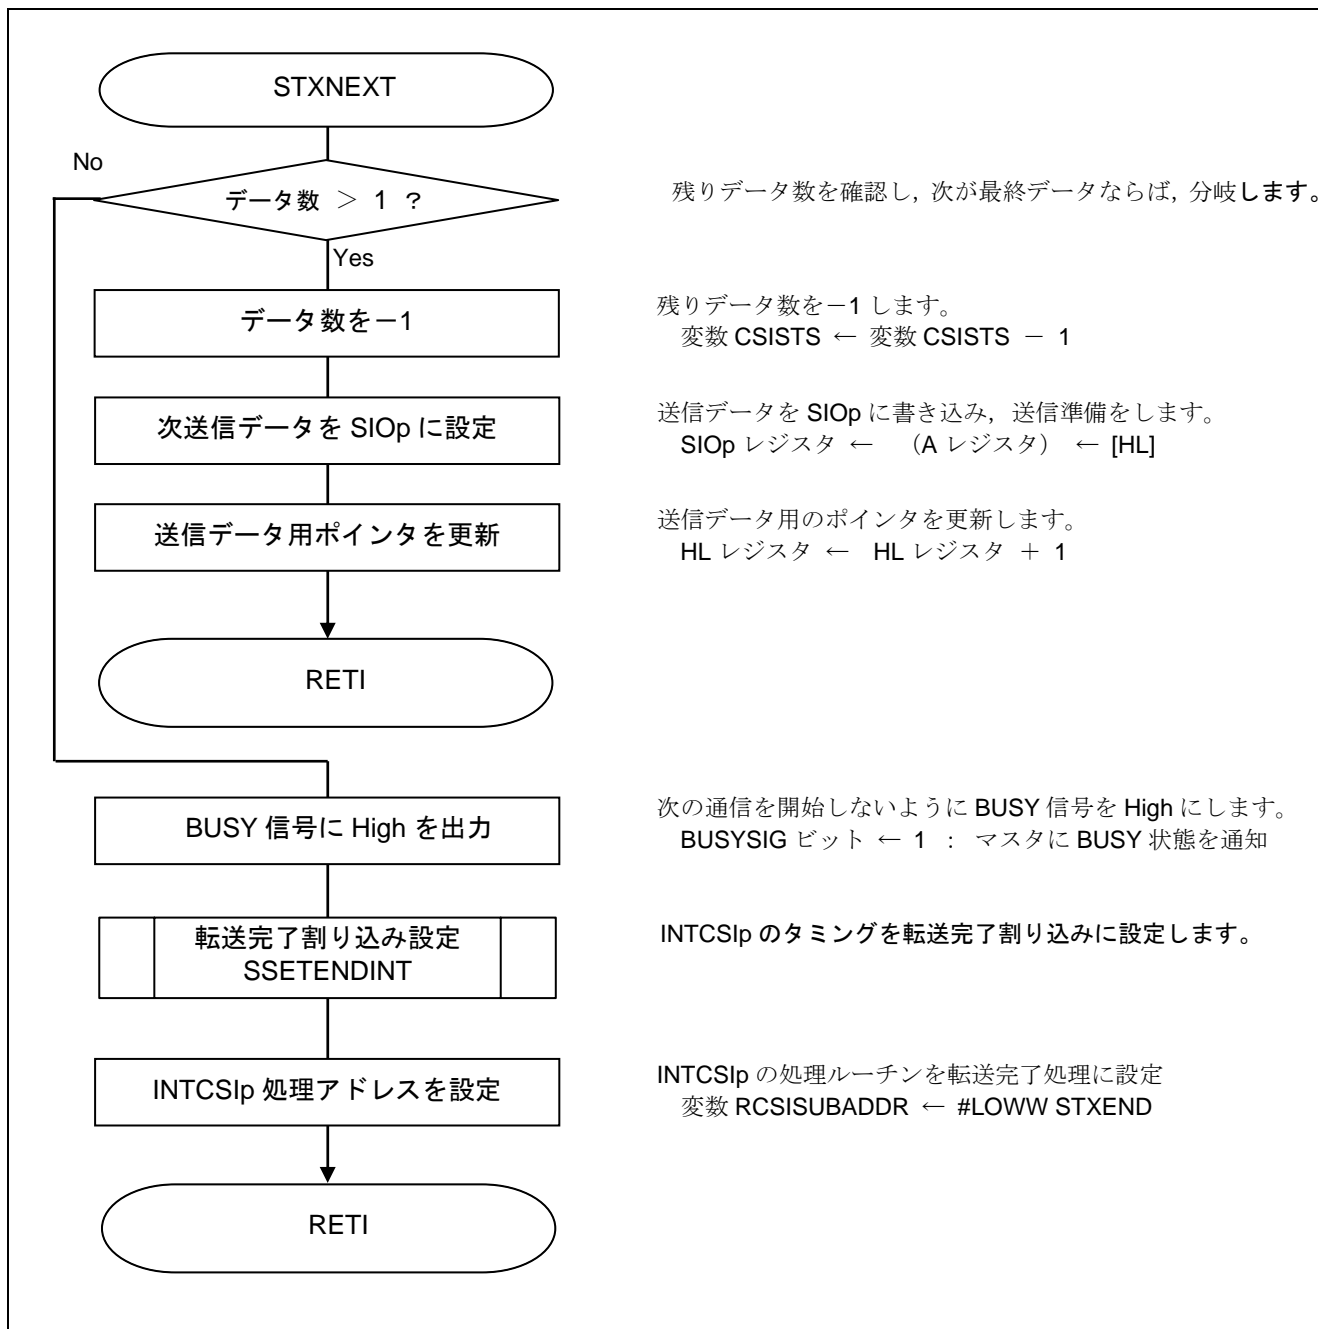 STXNEXT
No
データ数 ＞ 1 ？
残りデータ数を確認し，次が最終データならば，分岐します。
Yes
データ数を－1
残りデータ数を－1 します。
変数 CSISTS ← 変数 CSISTS － 1
次送信データを SIOp に設定
送信データを SIOp に書き込み，送信準備をします。
SIOp レジスタ ← （A レジスタ） ← [HL]
送信データ用ポインタを更新
送信データ用のポインタを更新します。
HL レジスタ ← HL レジスタ ＋ 1
RETI
BUSY 信号に High を出力
次の通信を開始しないように BUSY 信号を High にします。
BUSYSIG ビット ← 1 ： マスタに BUSY 状態を通知
転送完了割り込み設定
SSETENDINT
INTCSIp のタミングを転送完了割り込みに設定します。
INTCSIp 処理アドレスを設定
INTCSIp の処理ルーチンを転送完了処理に設定
変数 RCSISUBADDR ← #LOWW STXEND
RETI